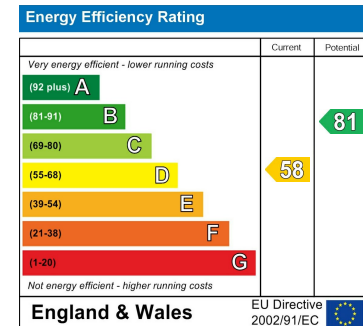 Energy Efficiency Rating
Current Potential
Very energy efficient - lower running costs
(92 plus) A
(81-91) B
81
(69-80) C
(55-68) D
58
(39-54) E
(21-38) F
(1-20) G
Not energy efficient - higher running costs
England & Wales
EU Directive
2002/91/EC